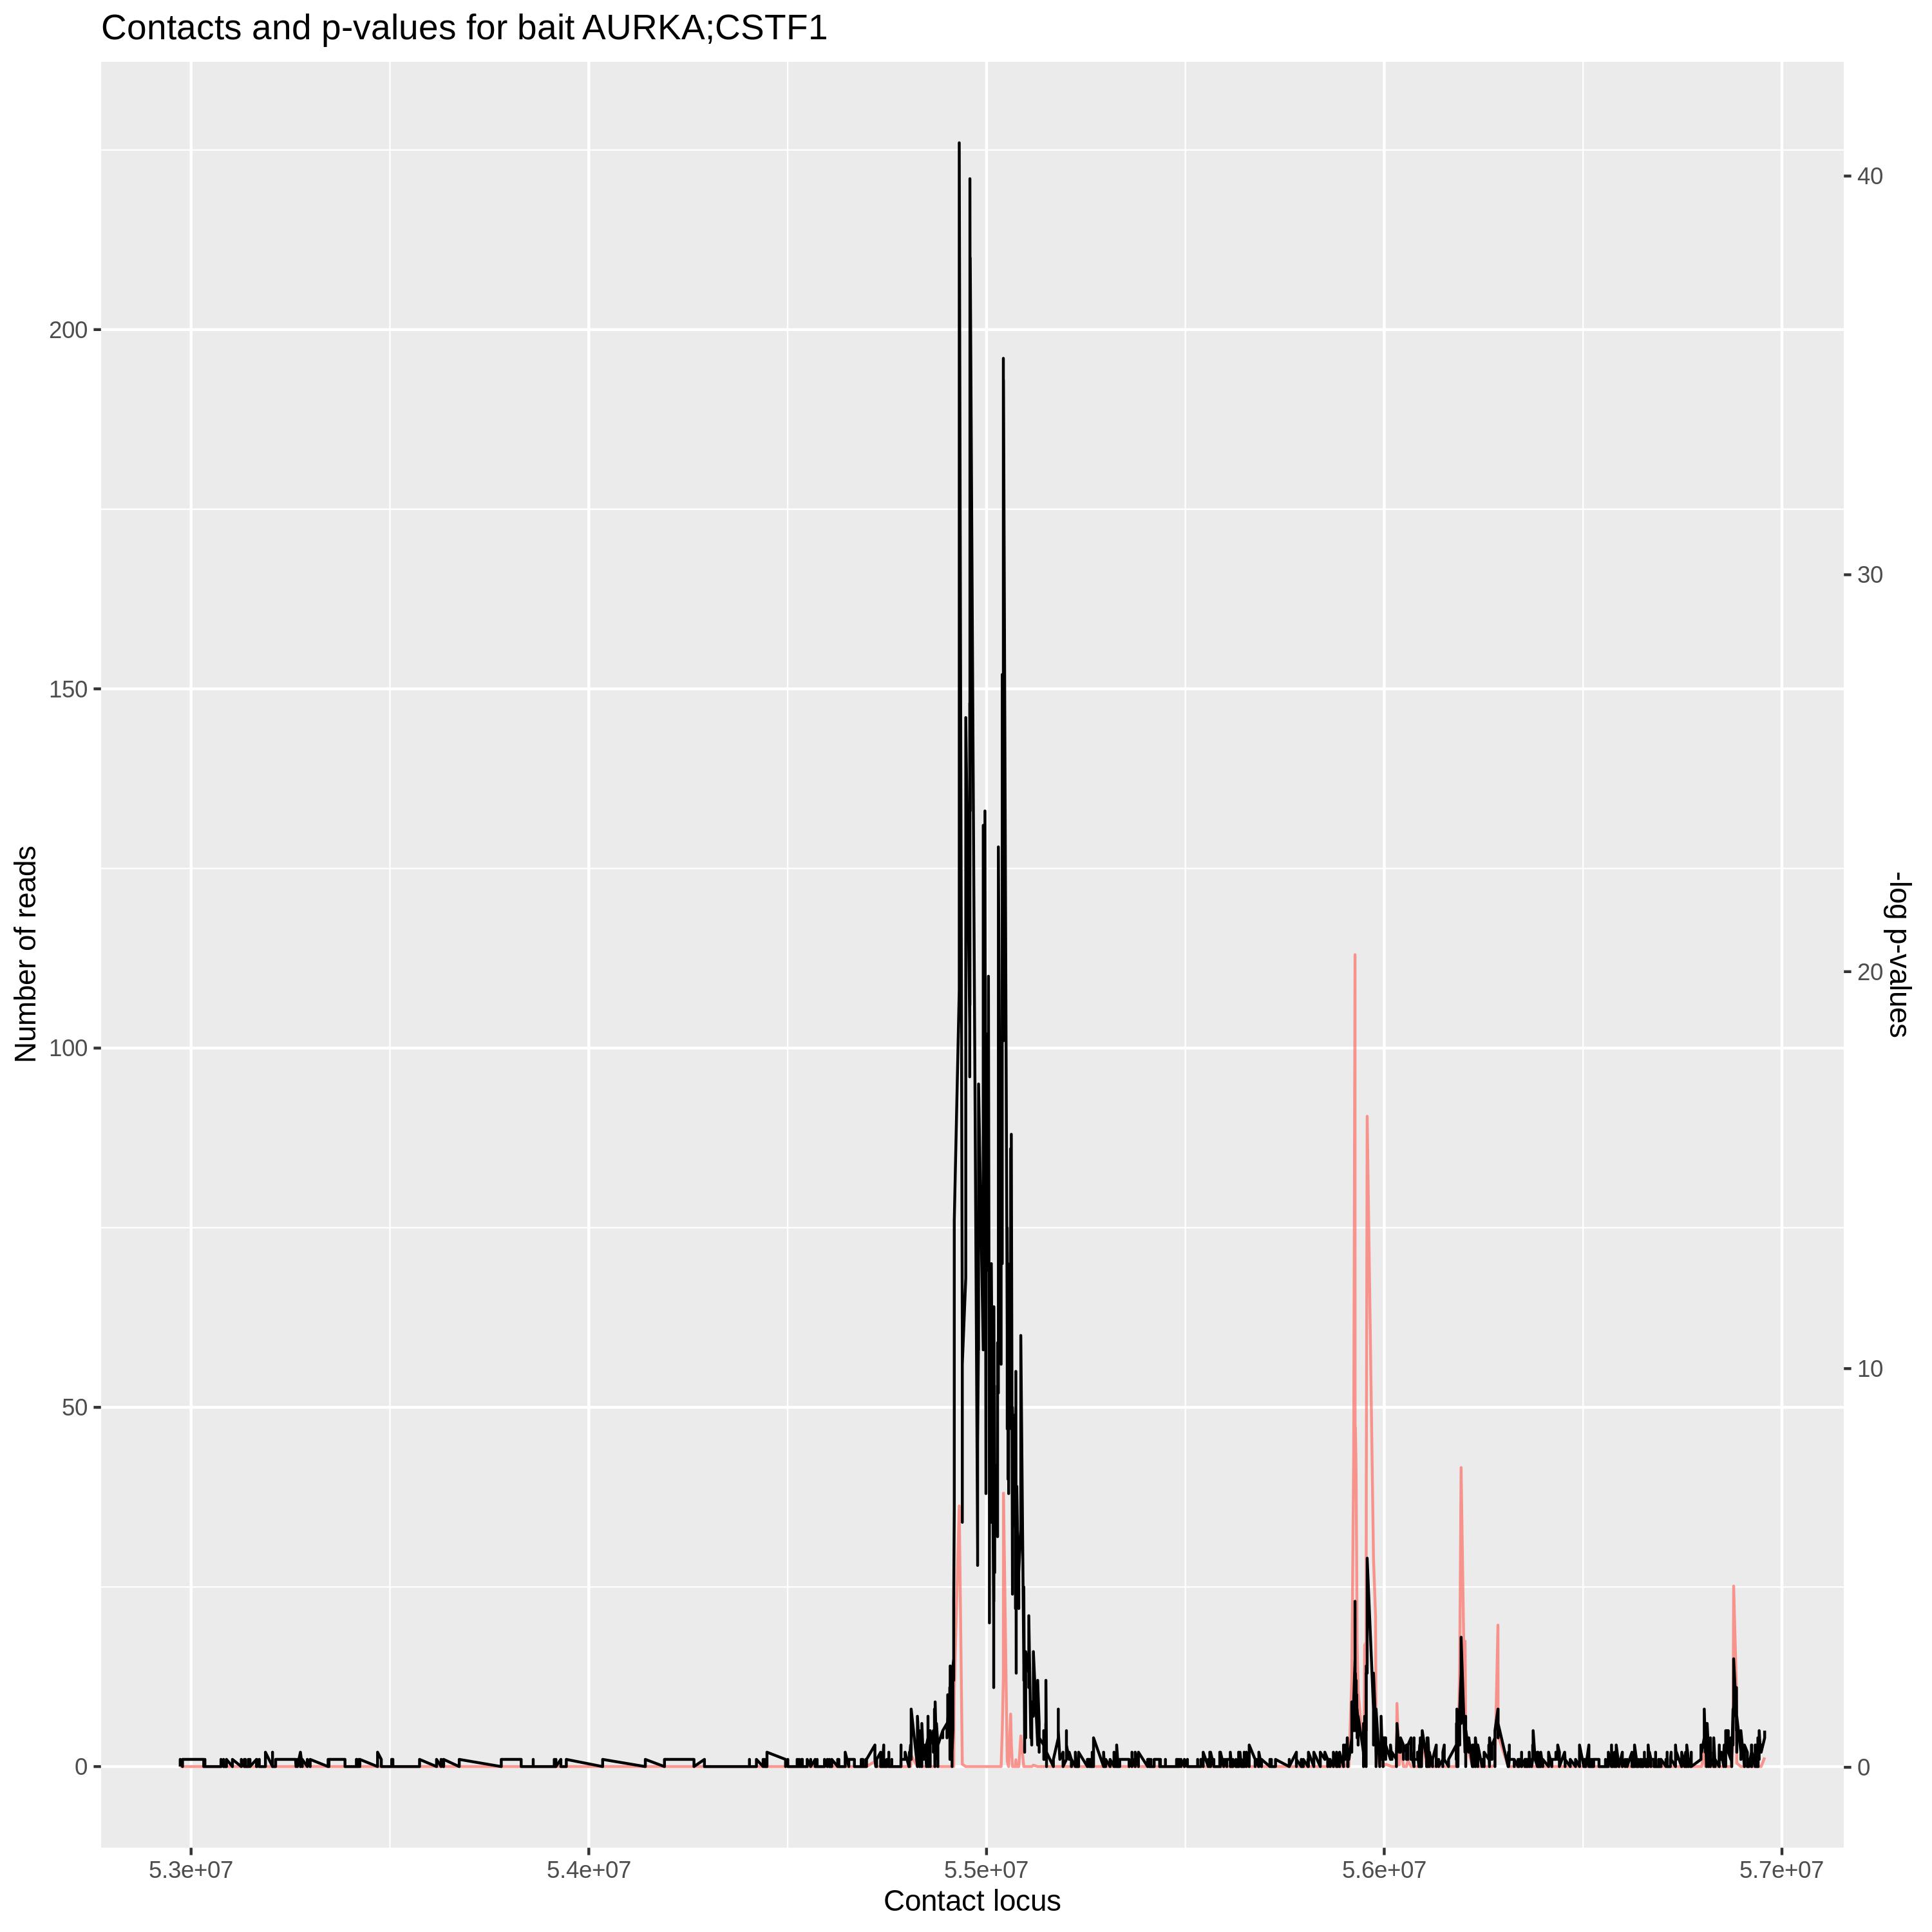 Contacts and p-values for bait AURKA;CSTF1
Number of reads
200
150
100
50
0
40
30
20
10
0
-log p-values
5.3e+07
5.4e+07
5.5e+07
5.6e+07
5.7e+07
Contact locus